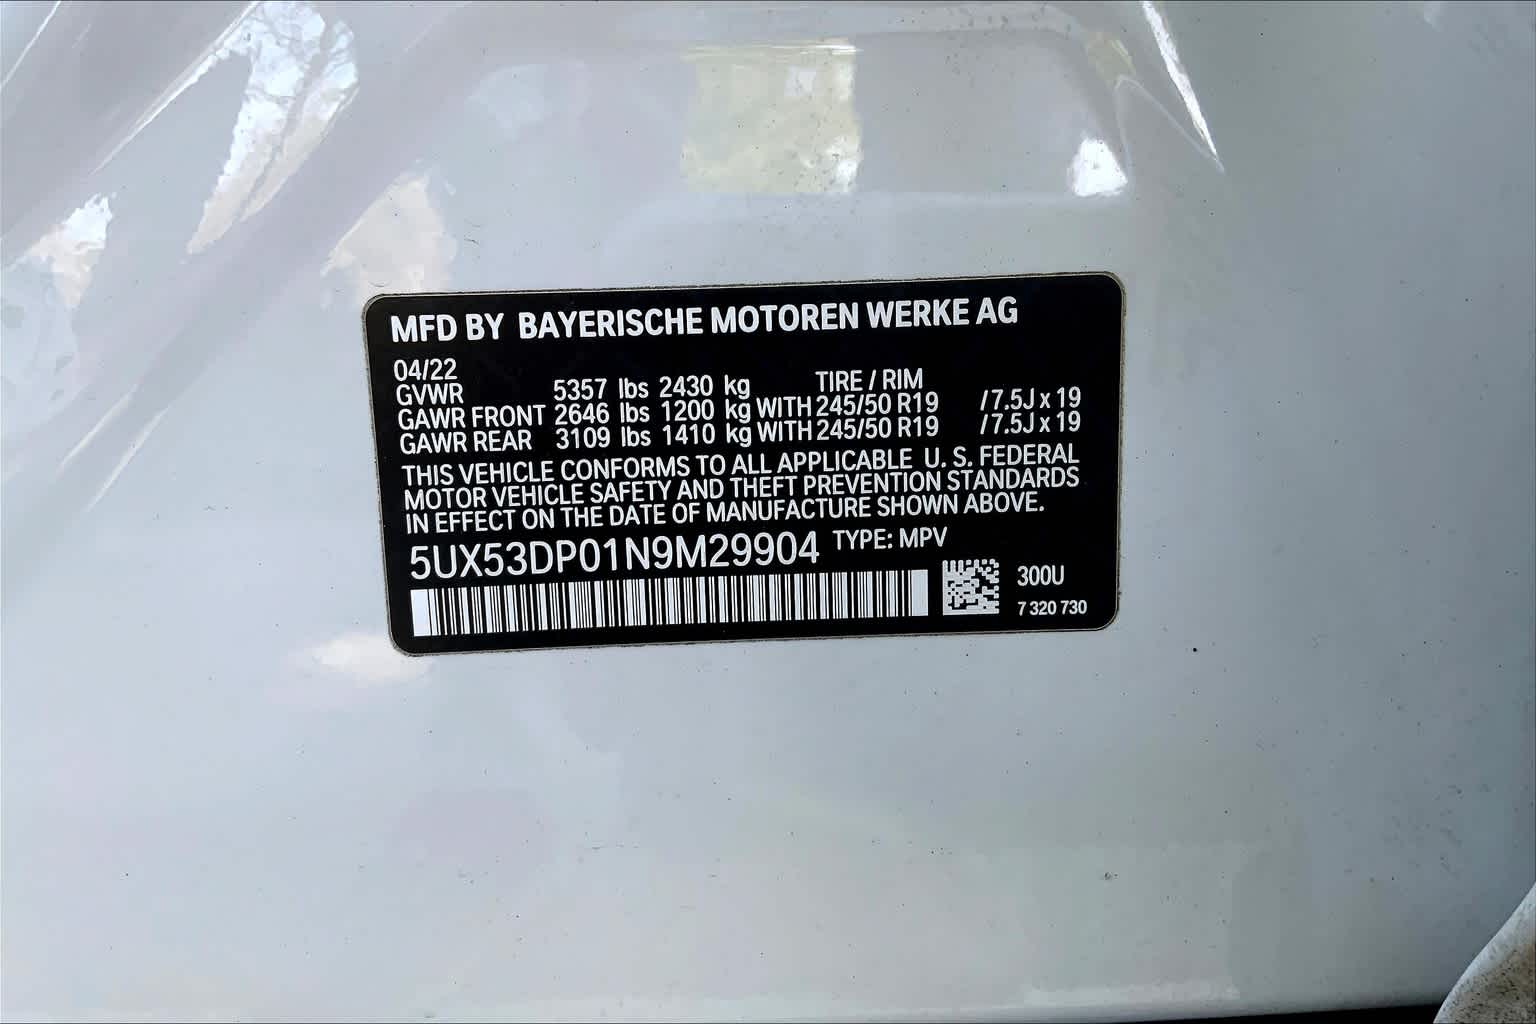 MFD BY BAYERISCHE MOTOREN WERKE AG
04/22
TIRE / RIM
GVWR 5357 lbs 2430 kg
GAWR FRONT 2646 lbs 1200 kg WITH 245/50 R19 /7.5J x 19
GAWR REAR 3109 lbs 1410 kg WITH 245/50 R19 /7.5J x 19
THIS VEHICLE CONFORMS TO ALL APPLICABLE U. S. FEDERAL
MOTOR VEHICLE SAFETY AND THEFT PREVENTION STANDARDS
IN EFFECT ON THE DATE OF MANUFACTURE SHOWN ABOVE.
5UX53DP01N9M29904 TYPE: MPV
300U
7 320 730